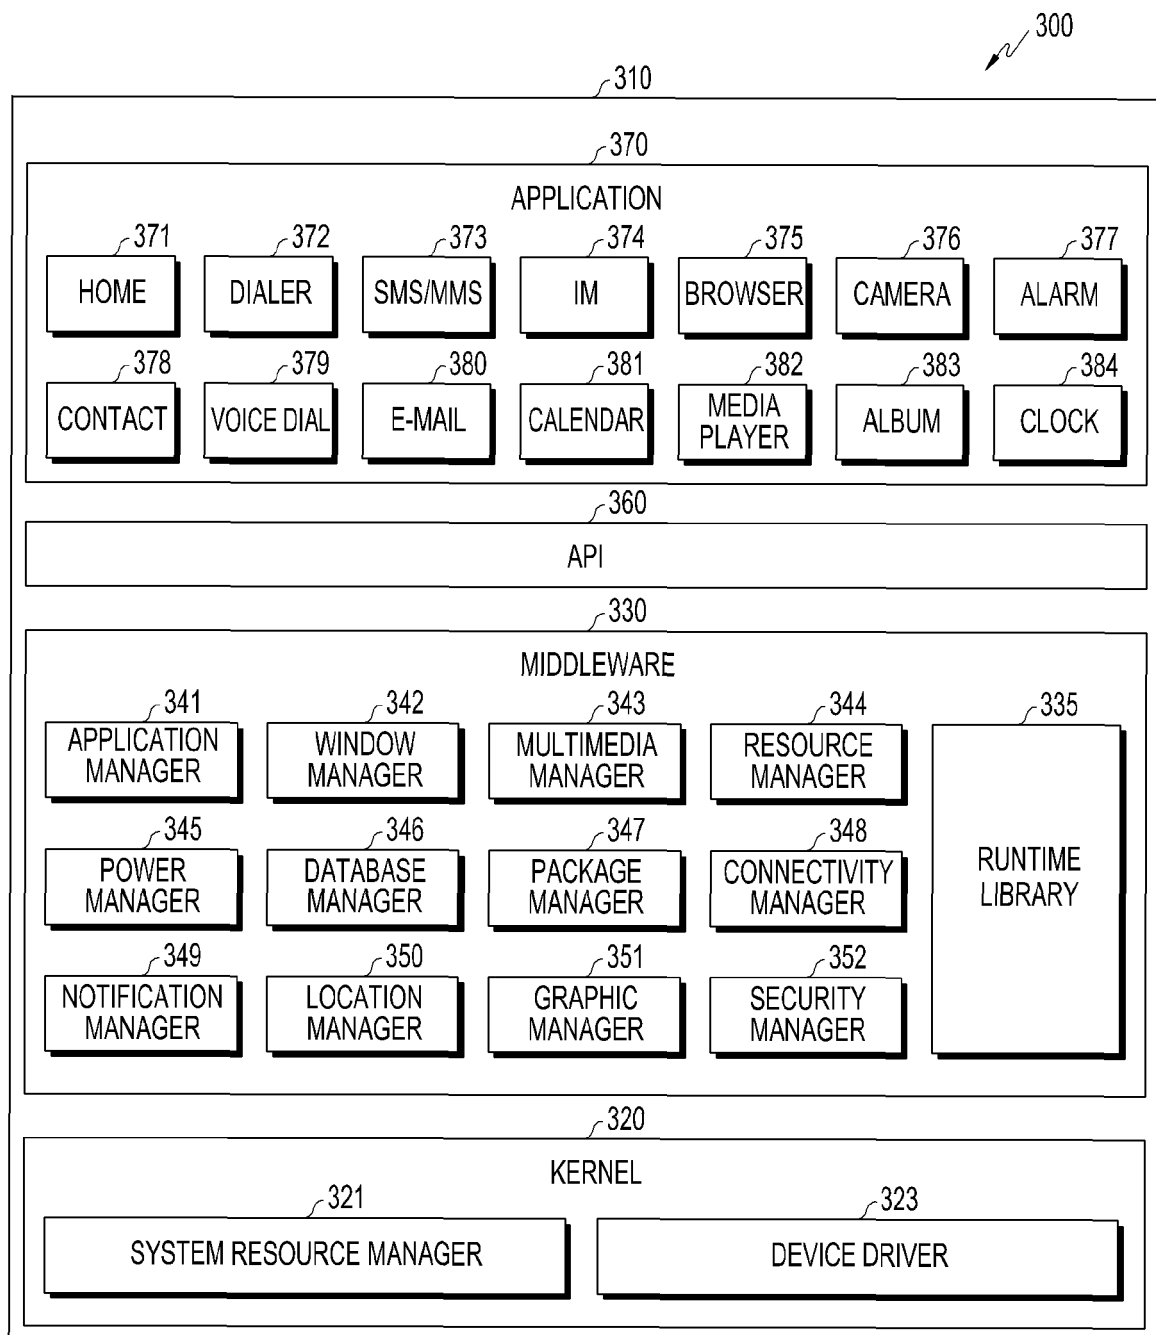 300
310
370
APPLICATION
371 372 373 374 375 376 377
HOME DIALER SMS/MMS IM BROWSER CAMERA ALARM
378 379 380 381 382 383 384
CONTACT VOICE DIAL E-MAIL CALENDAR MEDIA PLAYER ALBUM CLOCK
360
API
330
MIDDLEWARE
341 342 343 344 335
APPLICATION MANAGER WINDOW MANAGER MULTIMEDIA MANAGER RESOURCE MANAGER
345 346 347 348
POWER MANAGER DATABASE MANAGER PACKAGE MANAGER CONNECTIVITY MANAGER RUNTIME LIBRARY
349 350 351 352
NOTIFICATION MANAGER LOCATION MANAGER GRAPHIC MANAGER SECURITY MANAGER
320
KERNEL
321 323
SYSTEM RESOURCE MANAGER DEVICE DRIVER